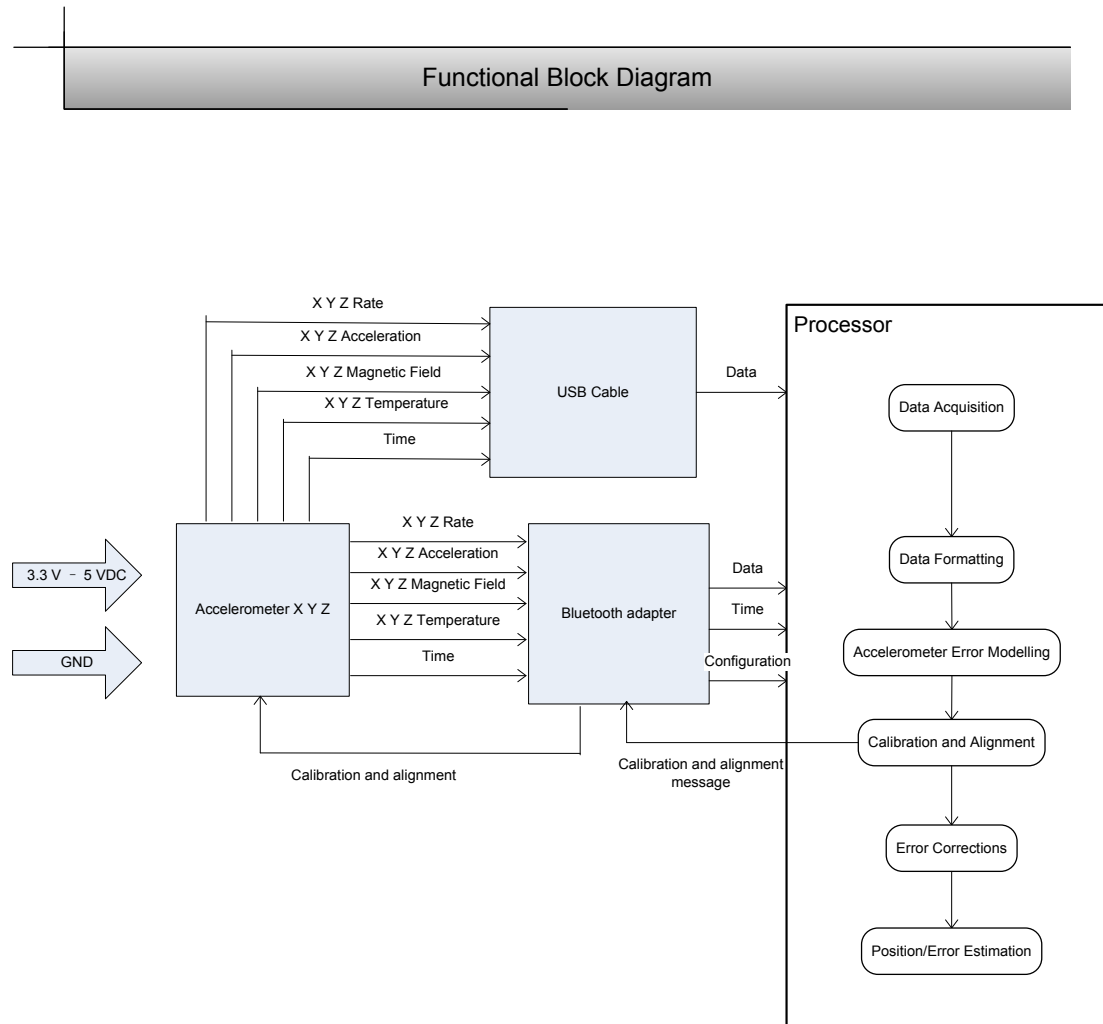 Functional Block Diagram
X Y Z Rate
X Y Z Acceleration
X Y Z Magnetic Field
X Y Z Temperature
Time
USB Cable
Data
Processor
Data Acquisition
Data Formatting
Accelerometer Error Modelling
Calibration and Alignment
Error Corrections
Position/Error Estimation
3.3 V - 5 VDC
GND
Accelerometer X Y Z
X Y Z Rate
X Y Z Acceleration
X Y Z Magnetic Field
X Y Z Temperature
Time
Bluetooth adapter
Data
Time
Configuration
Calibration and alignment
Calibration and alignment
message